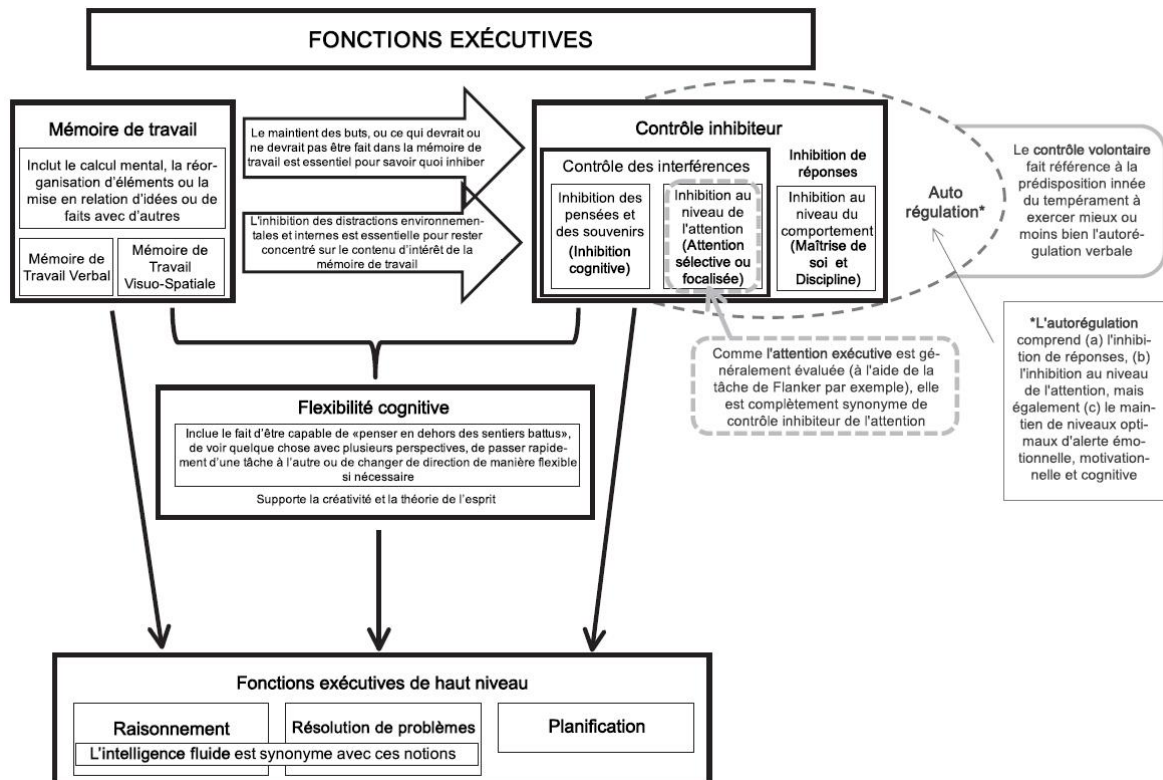 FONCTIONS EXÉCUTIVES
Mémoire de travail
Inclut le calcul mental, la réor-
ganisation d'éléments ou la
mise en relation d'idées ou de
faits avec d'autres
Mémoire de
Travail Verbal
Mémoire de
Travail
Visuo-Spatiale
Le maintient des buts, ou ce qui devrait ou
ne devrait pas être fait dans la mémoire de
travail est essentiel pour savoir quoi inhiber
L'inhibition des distractions environnemen-
tales et internes est essentielle pour rester
concentré sur le contenu d'intérêt de la
mémoire de travail
Contrôle inhibiteur
Contrôle des interférences
Inhibition des
pensées et
des souvenirs
(Inhibition
cognitive)
Inhibition au
niveau de
l'attention
(Attention
sélective ou
focalisée)
Inhibition de
réponses
Inhibition au
niveau du
comportement
(Maîtrise de
soi et
Discipline)
Auto
régulation*
Le contrôle volontaire
fait référence à la
prédisposition innée
du tempérament à
exercer mieux ou
moins bien l'autoré-
gulation verbale
*L'autorégulation
comprend (a) l'inhibi-
tion de réponses, (b)
l'inhibition au niveau
de l'attention, mais
également (c) le main-
tien de niveaux opti-
maux d'alerte émo-
tionnelle, motivation-
nelle et cognitive
Comme l'attention exécutive est gé-
néralement évaluée (à l'aide de la
tâche de Flanker par exemple), elle
est complètement synonyme de
contrôle inhibiteur de l'attention
Flexibilité cognitive
Inclue le fait d'être capable de «penser en dehors des sentiers battus»,
de voir quelque chose avec plusieurs perspectives, de passer rapide-
ment d'une tâche à l'autre ou de changer de direction de manière flexible
si nécessaire
Supporte la créativité et la théorie de l'esprit
Fonctions exécutives de haut niveau
Raisonnement
Résolution de problèmes
Planification
L'intelligence fluide est synonyme avec ces notions